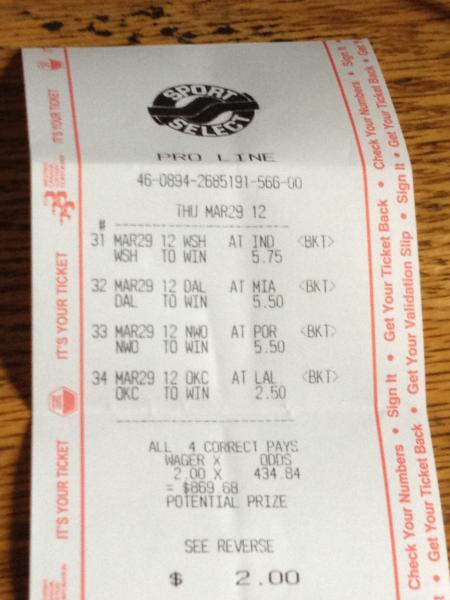 SPORT
SELECT
PRO LINE
46-0894-2685191-566-00
THU MAR29 12
#
31 MAR29 12 WSH AT IND <BKT>
WSH TO WIN 5.75
32 MAR29 12 DAL AT MIA <BKT>
DAL TO WIN 5.50
33 MAR29 12 NWO AT POR <BKT>
NWO TO WIN 5.50
34 MAR29 12 OKC AT LAL <BKT>
OKC TO WIN 2.50
ALL 4 CORRECT PAYS
WAGER X ODDS
2.00 X 434.84
= $869.68
POTENTIAL PRIZE
SEE REVERSE
$ 2.00
IT'S YOUR TICKET
IT'S YOUR TICKET
IT'S YOUR TICKET
Check Your Numbers • Sign It • Get Your Ticket Back • Check Your Numbers • Sign It
Get Your Ticket Back • Get Your Validation Slip • Sign It • Get Your Ticket Back • Get